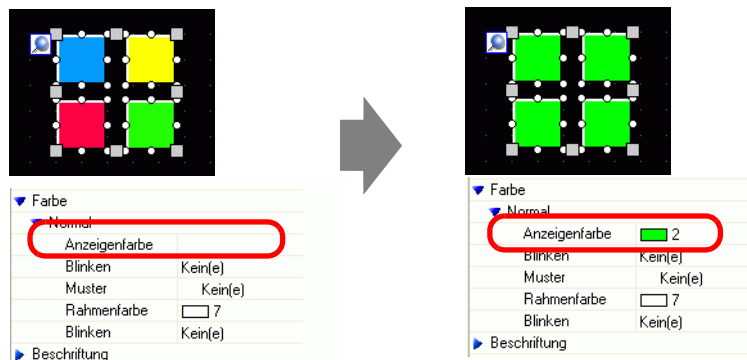 Farbe
Normal
Anzeigenfarbe
Blinken Kein(e)
Muster Kein(e)
Rahmenfarbe 7
Blinken Kein(e)
Beschriftung
Farbe
Normal
Anzeigenfarbe 2
Blinken Kein(e)
Muster Kein(e)
Rahmenfarbe 7
Blinken Kein(e)
Beschriftung